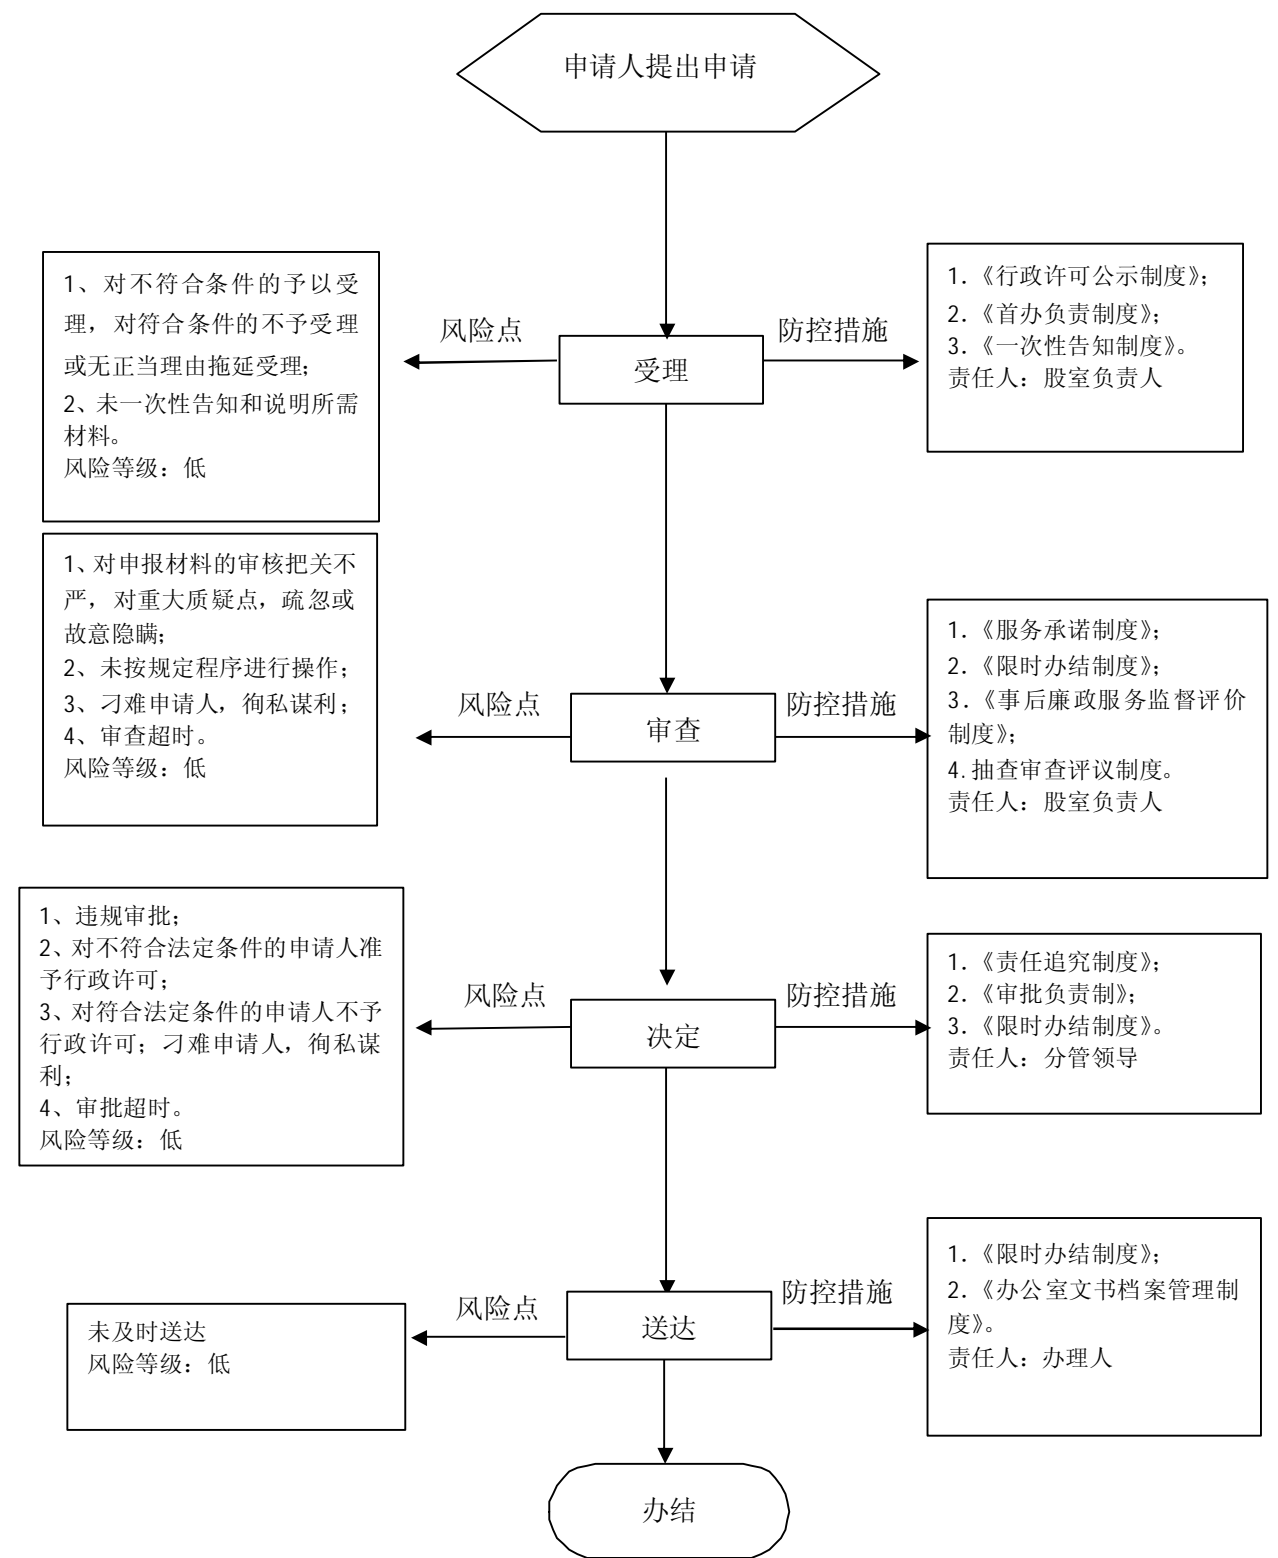 申请人提出申请
1、对不符合条件的予以受
理，对符合条件的不予受理
或无正当理由拖延受理；
2、未一次性告知和说明所需
材料。
风险等级：低
风险点
受理
防控措施
1.《行政许可公示制度》；
2.《首办负责制度》；
3.《一次性告知制度》。
责任人：股室负责人
1、对申报材料的审核把关不
严，对重大质疑点，疏忽或
故意隐瞒；
2、未按规定程序进行操作；
3、刁难申请人，徇私谋利；
4、审查超时。
风险等级：低
风险点
审查
防控措施
1.《服务承诺制度》；
2.《限时办结制度》；
3.《事后廉政服务监督评价
制度》；
4.抽查审查评议制度。
责任人：股室负责人
1、违规审批；
2、对不符合法定条件的申请人准
予行政许可；
3、对符合法定条件的申请人不予
行政许可；刁难申请人，徇私谋
利；
4、审批超时。
风险等级：低
风险点
决定
防控措施
1.《责任追究制度》；
2.《审批负责制》；
3.《限时办结制度》。
责任人：分管领导
未及时送达
风险等级：低
风险点
送达
防控措施
1.《限时办结制度》；
2.《办公室文书档案管理制
度》。
责任人：办理人
办结